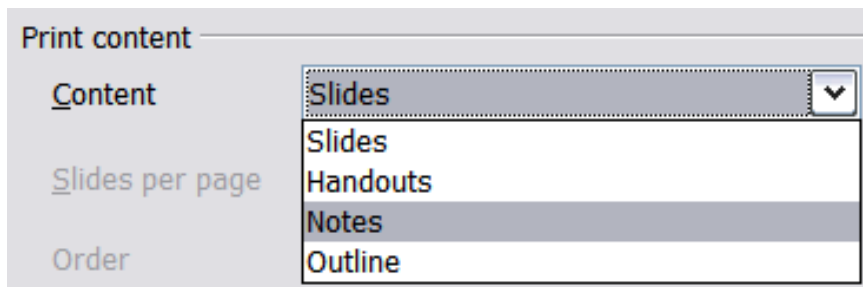 Print content
Content Slides
Slides
Slides per page
Handouts
Notes
Order
Outline